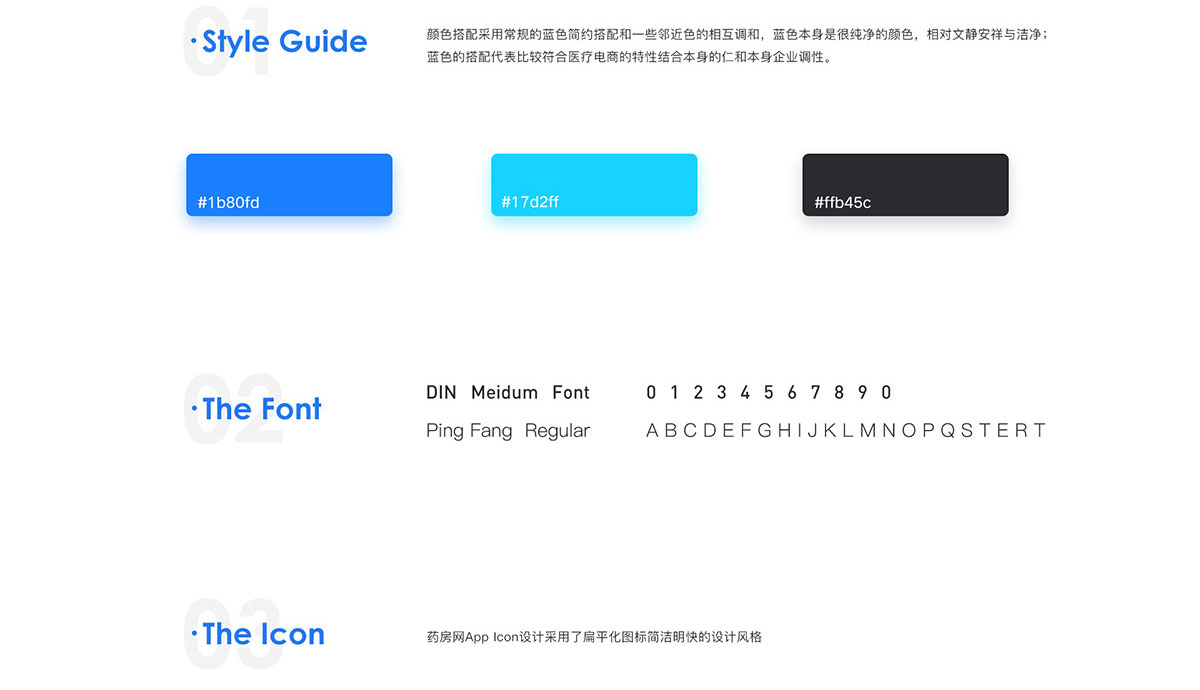 01
·Style Guide
颜色搭配采用常规的蓝色简约搭配和一些邻近色的相互调和，蓝色本身是很纯净的颜色，相对文静安祥与洁净；
蓝色的搭配代表比较符合医疗电商的特性结合本身的仁和本身企业调性。
#1b80fd
#17d2ff
#ffb45c
02
·The Font
DIN Meidum Font
0 1 2 3 4 5 6 7 8 9 0
Ping Fang Regular
A B C D E F G H I J K L M N O P Q S T E R T
03
·The Icon
药房网App Icon设计采用了扁平化图标简洁明快的设计风格